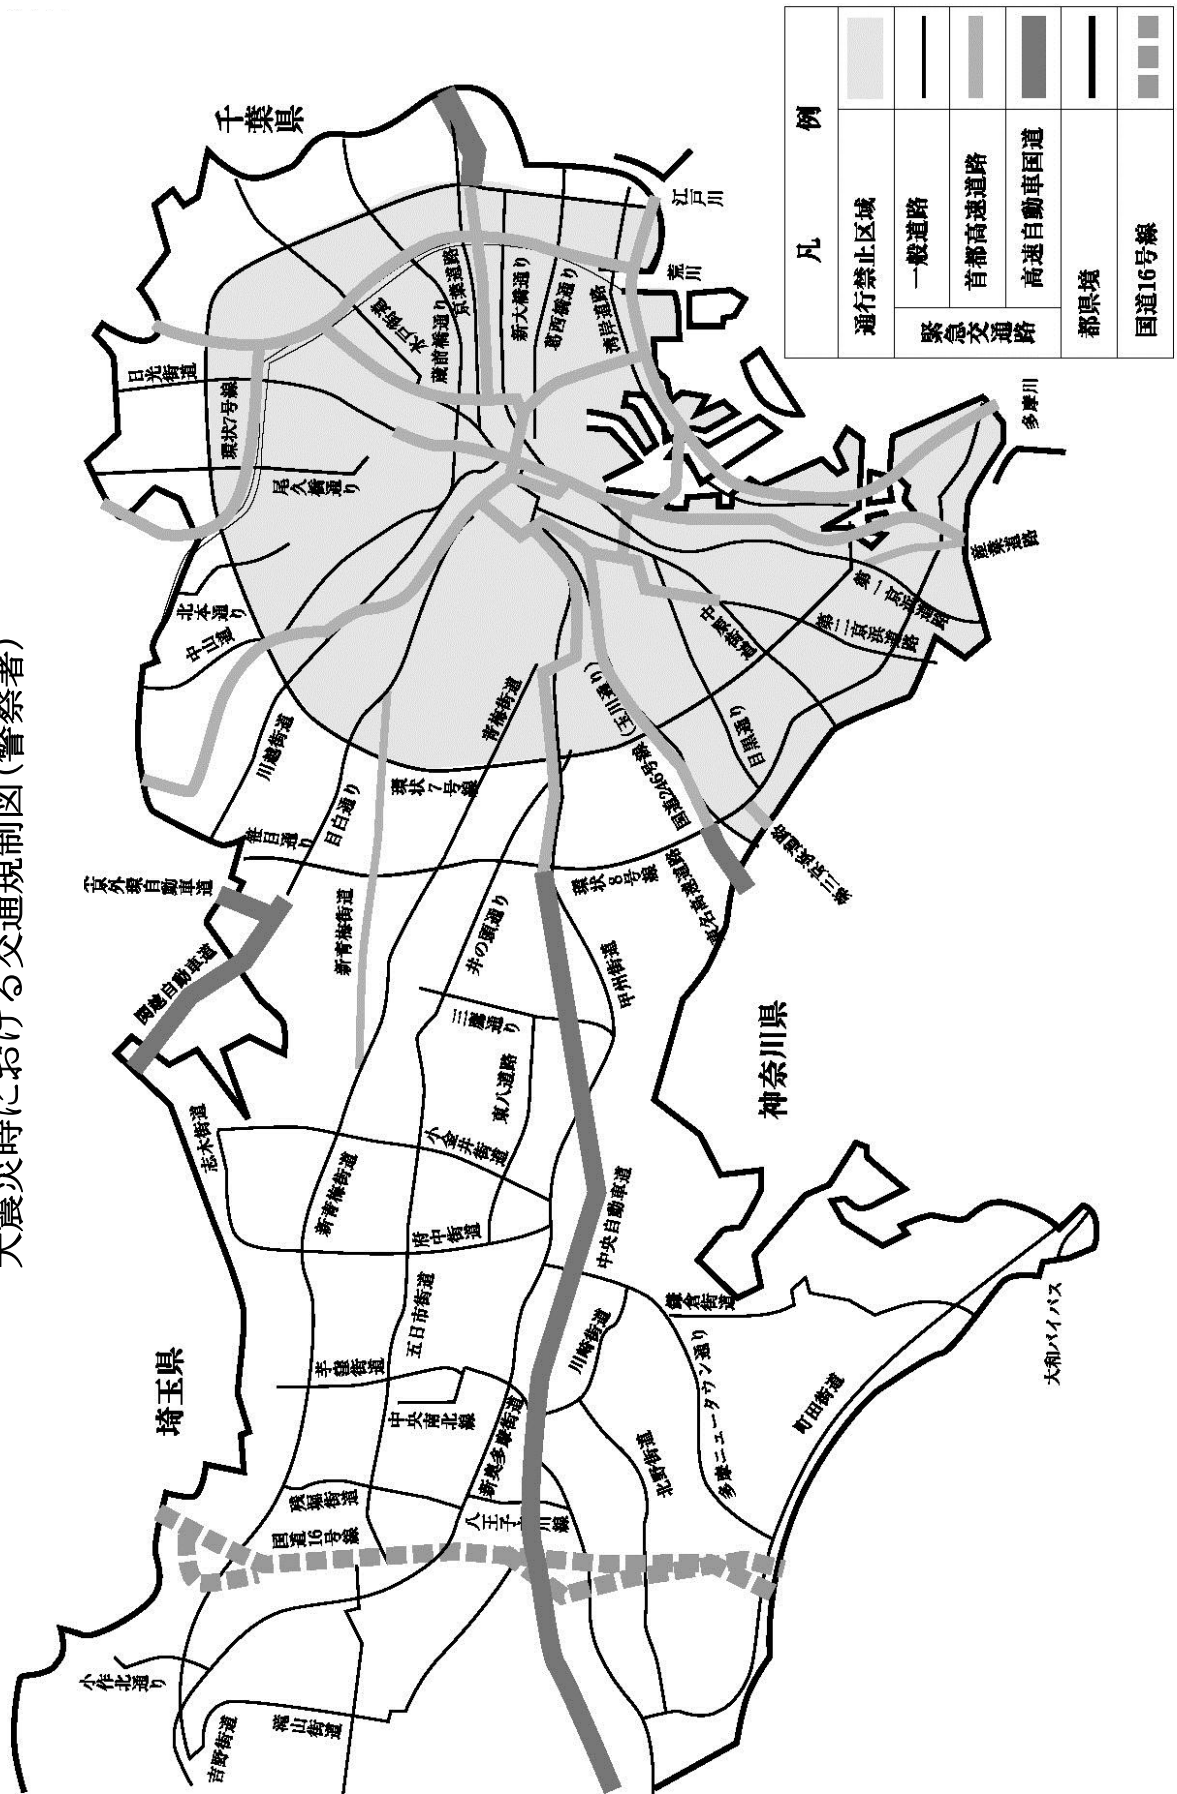 大震災時における交通規制図(警察者)
凡例
通行禁止区域
緊急交通路
一般道路
首都高速道路
高速自動車国道
都県境
国道16号線
千葉県
埼玉県
神奈川県
江戸川
荒川
多摩川
日光街道
環状7号線
尾久橋通り
水戸街道
蔵前橋通り
京葉道路
新大橋通り
葛西橋通り
湾岸道路
北本通り
中山道
川越街道
笹目通り
目白通り
環状7号線
青梅街道
新青梅街道
京外環自動車道
関越自動車道
井の頭通り
三鷹通り
東八道路
環状8号線
甲州街道
国道246号線
(玉川通り)
目黒通り
中原街道
第二京浜道路
第一京浜道路
産業道路
東名高速道路
第三京浜道路
志木街道
小金井街道
新青梅街道
府中街道
中央自動車道
五日市街道
芋窪街道
中央南北線
川崎街道
鎌倉街道
新奥多摩街道
多摩ニュータウン通り
北野街道
町田街道
大和バイパス
残堀街道
国道16号線
小作北通り
吉野街道
滝山街道